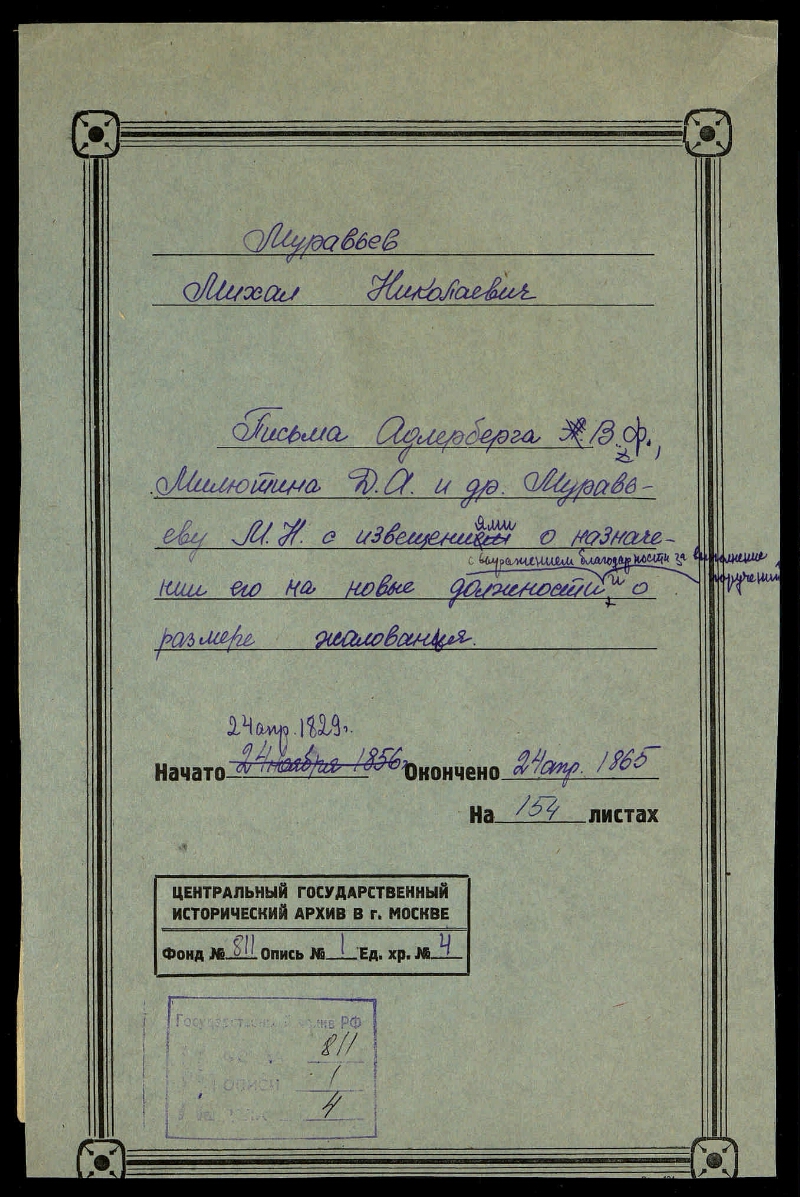 Муравьев
Михаил Николаевич
Письма Адлерберга В.Ф.,
Милютина Д.А. и др. Муравь-
еву М.Н. с извещениями о назначе-
с выражением благодарности за выполнение
поручений,
нии его на новые должности и о
размере жалования.
24 апр. 1829 г.
Начато 24 ноября 1856 г. Окончено 24 апр. 1865
На 154 листах
ЦЕНТРАЛЬНЫЙ ГОСУДАРСТВЕННЫЙ
ИСТОРИЧЕСКИЙ АРХИВ В г. МОСКВЕ
Фонд № 811 Опись № 1 Ед. хр. № 4
Государственный архив РФ
811
описи 1
4